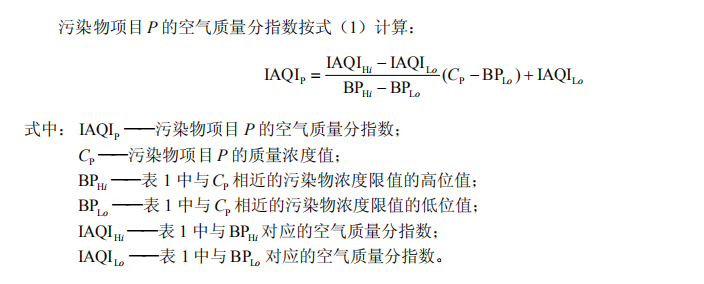 污染物项目 P 的空气质量分指数按式（1）计算：
IAQI_P = \frac{IAQI_{Hi} - IAQI_{Lo}}{BP_{Hi} - BP_{Lo}}(C_P - BP_{Lo}) + IAQI_{Lo}
式中： IAQI_P ——污染物项目 P 的空气质量分指数；
C_P ——污染物项目 P 的质量浓度值；
BP_{Hi} ——表 1 中与 C_P 相近的污染物浓度限值的高位值；
BP_{Lo} ——表 1 中与 C_P 相近的污染物浓度限值的低位值；
IAQI_{Hi} ——表 1 中与 BP_{Hi} 对应的空气质量分指数；
IAQI_{Lo} ——表 1 中与 BP_{Lo} 对应的空气质量分指数。